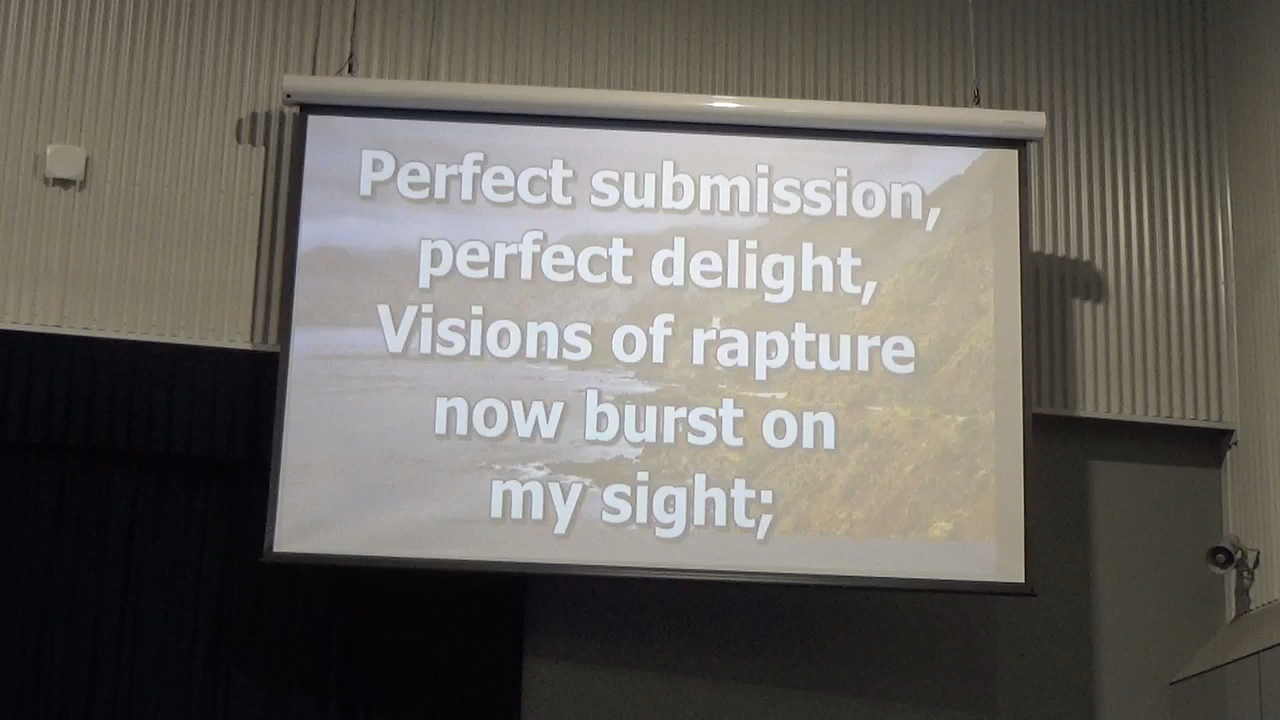 Perfect submission,
perfect delight,
Visions of rapture
now burst on
my sight;